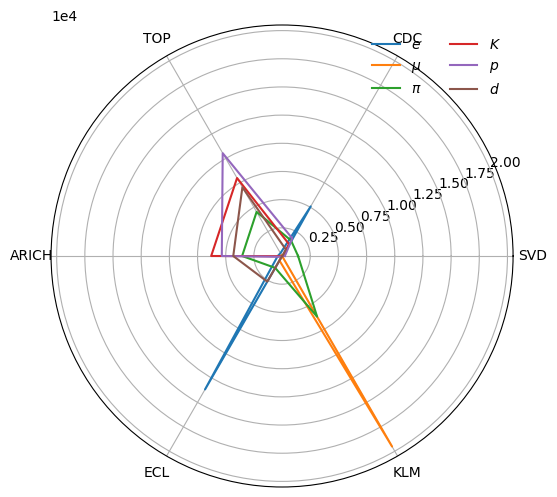 1e4
TOP
CDC
e
μ
π
K
p
d
2.00
1.75
1.50
1.25
1.00
0.75
0.50
0.25
ARICH
SVD
ECL
KLM